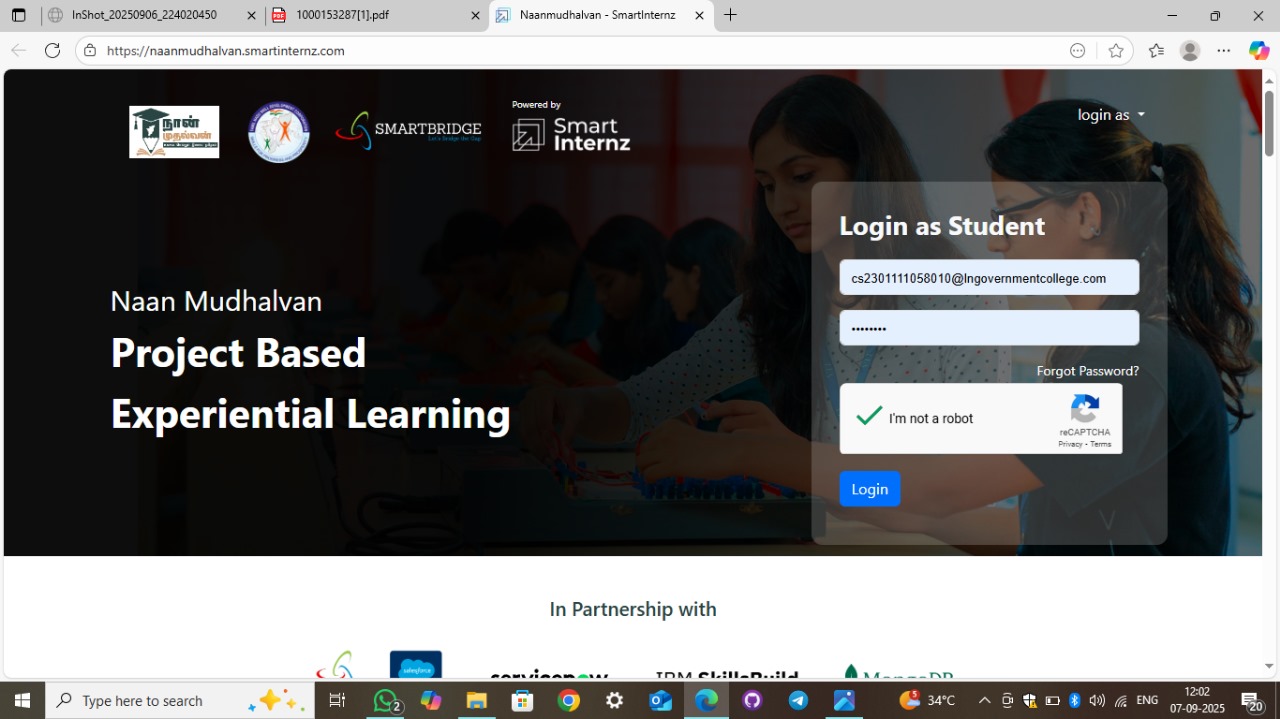 InShot_20250906_224020450
1000153287[1].pdf
Naanmudhalvan - SmartInternz
https://naanmudhalvan.smartinternz.com
நான்
முதல்வன்
SMARTBRIDGE
Let's Bridge the Gap
Powered by
Smart
Internz
login as
Login as Student
cs2301111058010@lngovernmentcollege.com
••••••••
Forgot Password?
I'm not a robot
reCAPTCHA
Privacy - Terms
Login
Naan Mudhalvan
Project Based
Experiential Learning
In Partnership with
salesforce
servicenow
IBM SkillsBuild
MongoDB
Type here to search
2
5
34°C
ENG
12:02
07-09-2025
20